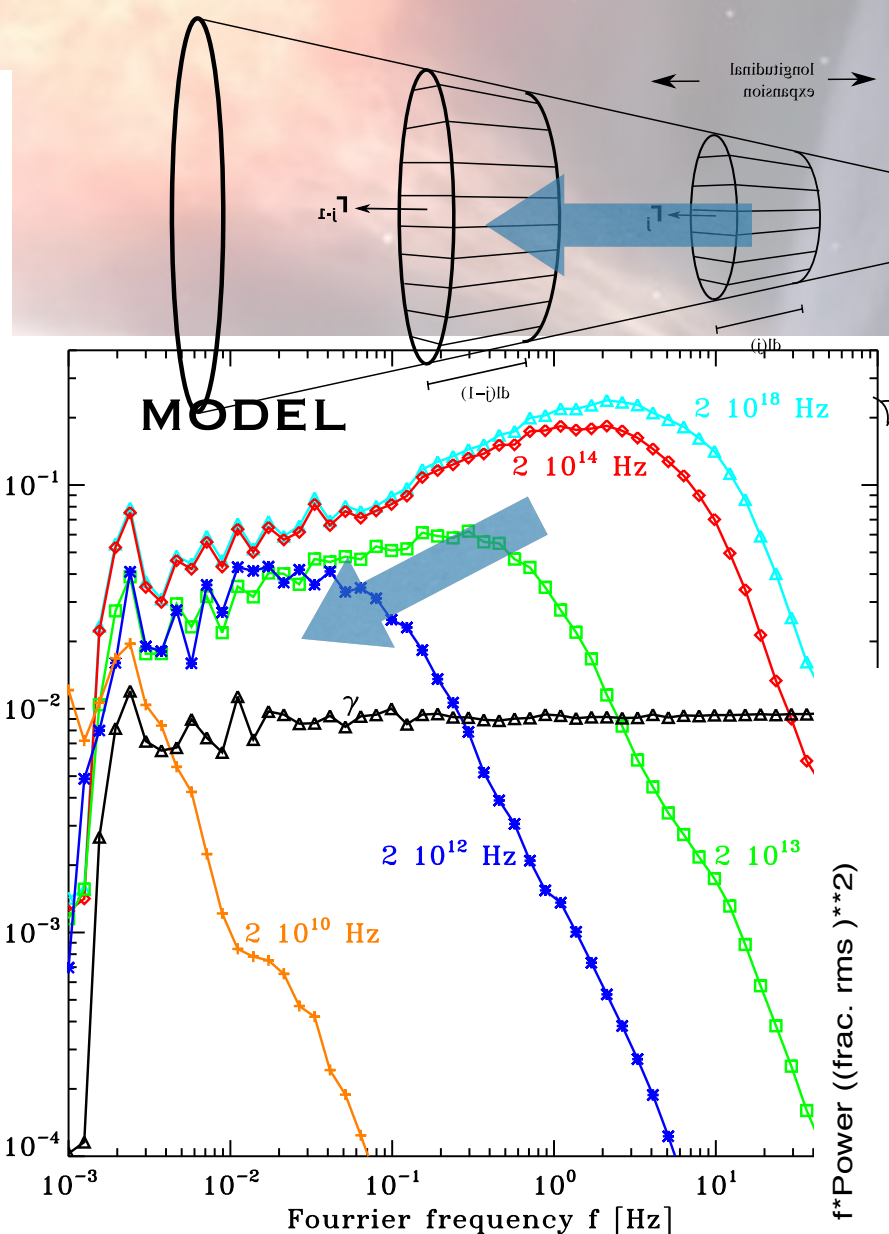 longitudinal
expansion
Γj-1
Γj
dl(j)
dl(j-1)
MODEL
2 10^18 Hz
2 10^14 Hz
10^-1
10^-2
γ
2 10^12 Hz
2 10^13
10^-3
2 10^10 Hz
10^-4
10^-3
10^-2
10^-1
10^0
10^1
Fourrier frequency f [Hz]
f*Power ((frac. rms )**2)